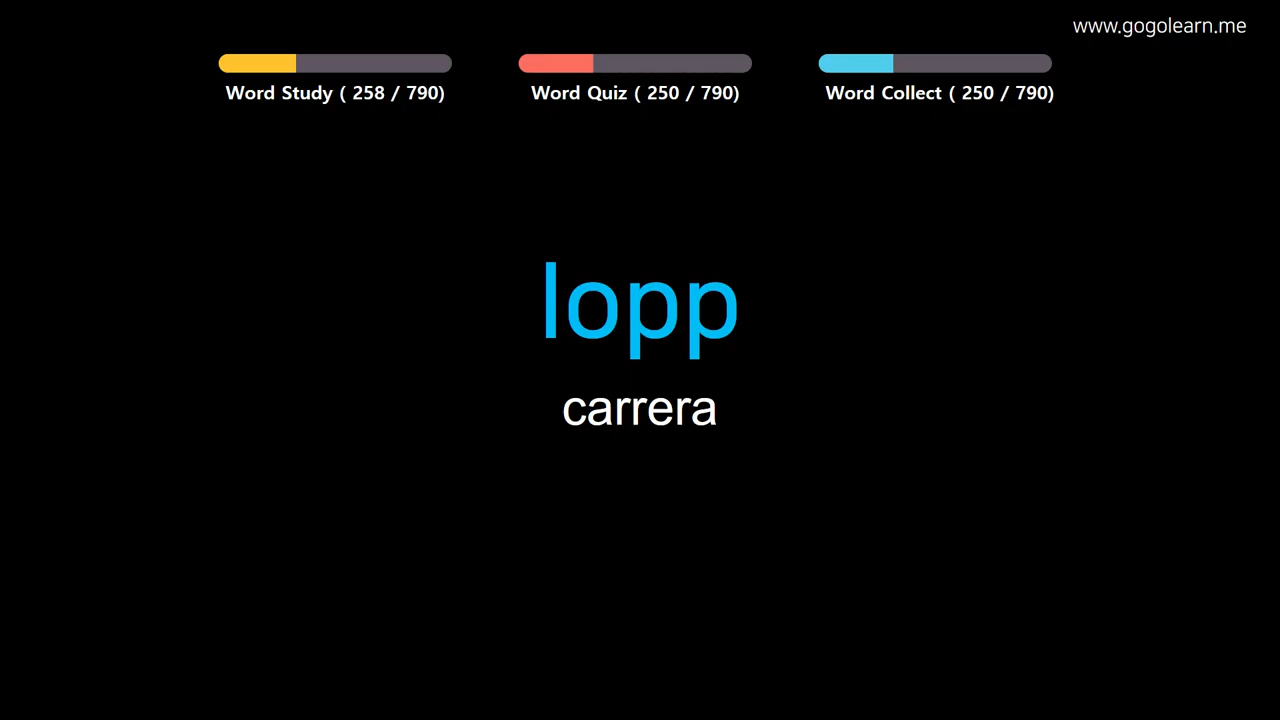 www.gogolearn.me
Word Study ( 258 / 790)
Word Quiz ( 250 / 790)
Word Collect ( 250 / 790)
lopp
carrera